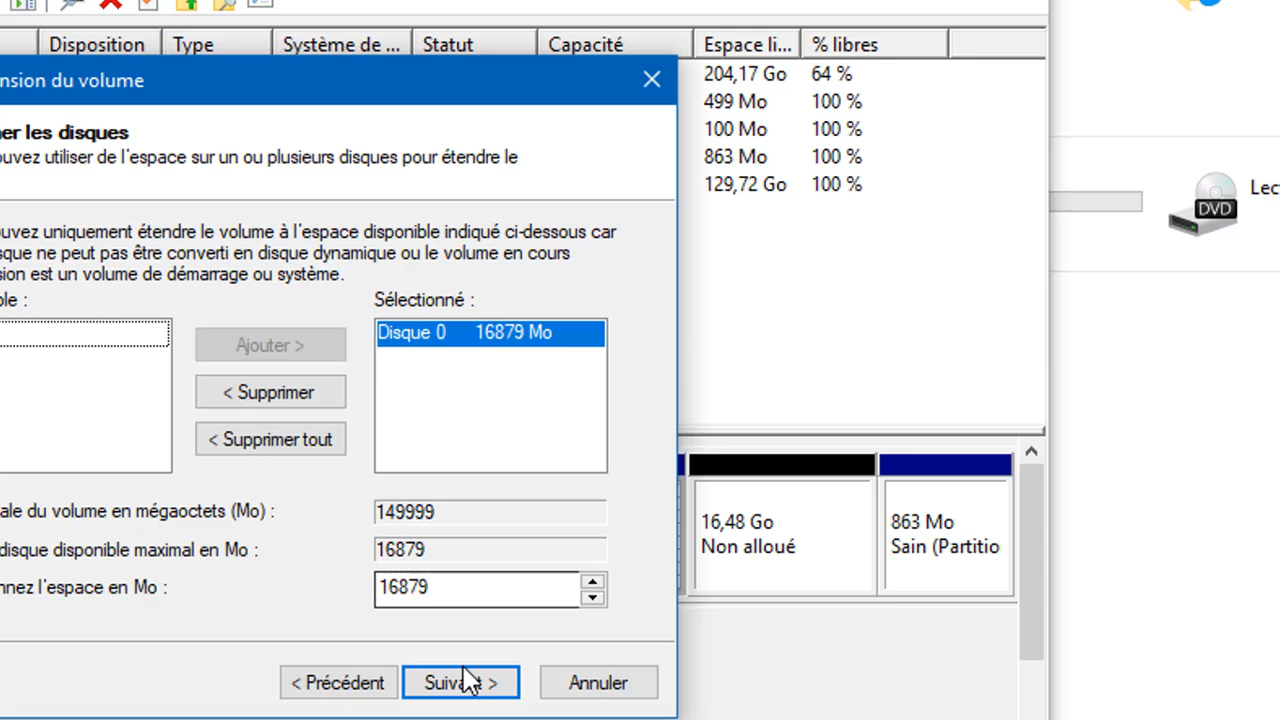 Disposition Type Système de ... Statut Capacité Espace li... % libres
204,17 Go 64 %
499 Mo 100 %
100 Mo 100 %
863 Mo 100 %
129,72 Go 100 %
nsion du volume
er les disques
ouvez utiliser de l'espace sur un ou plusieurs disques pour étendre le
ouvez uniquement étendre le volume à l'espace disponible indiqué ci-dessous car
sque ne peut pas être converti en disque dynamique ou le volume en cours
sion est un volume de démarrage ou système.
ble :
Sélectionné :
Disque 0 16879 Mo
Ajouter >
< Supprimer
< Supprimer tout
ale du volume en mégaoctets (Mo) : 149999
disque disponible maximal en Mo : 16879
nnez l'espace en Mo : 16879
< Précédent Suivant > Annuler
16,48 Go
Non alloué
863 Mo
Sain (Partitio
DVD
Lec